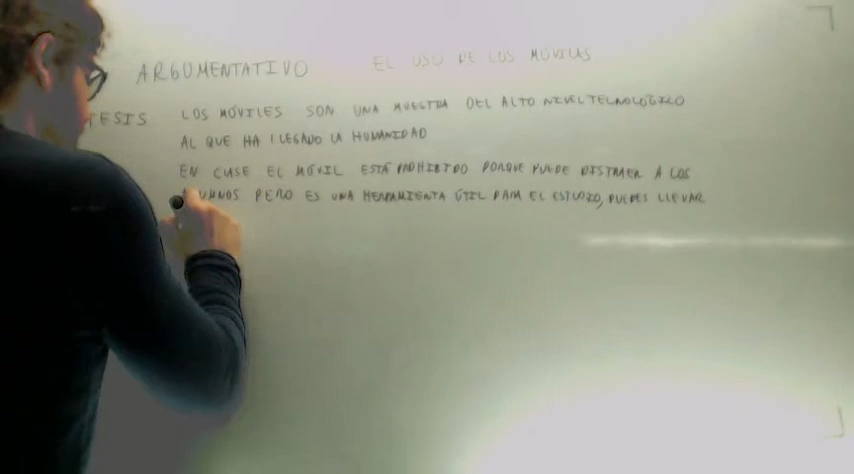 ARGUMENTATIVO EL USO DE LOS MÓVILES
TESIS LOS MÓVILES SON UNA MUESTRA DEL ALTO NIVEL TECNOLÓGICO
AL QUE HA LLEGADO LA HUMANIDAD
EN CLASE EL MÓVIL ESTÁ PROHIBIDO PORQUE PUEDE DISTRAER A LOS
PERO ES UNA HERRAMIENTA ÚTIL PARA EL ESTUDIO, PUEDES LLEVAR